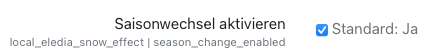 Saisonwechsel aktivieren
local_eledia_snow_effect | season_change_enabled
Standard: Ja